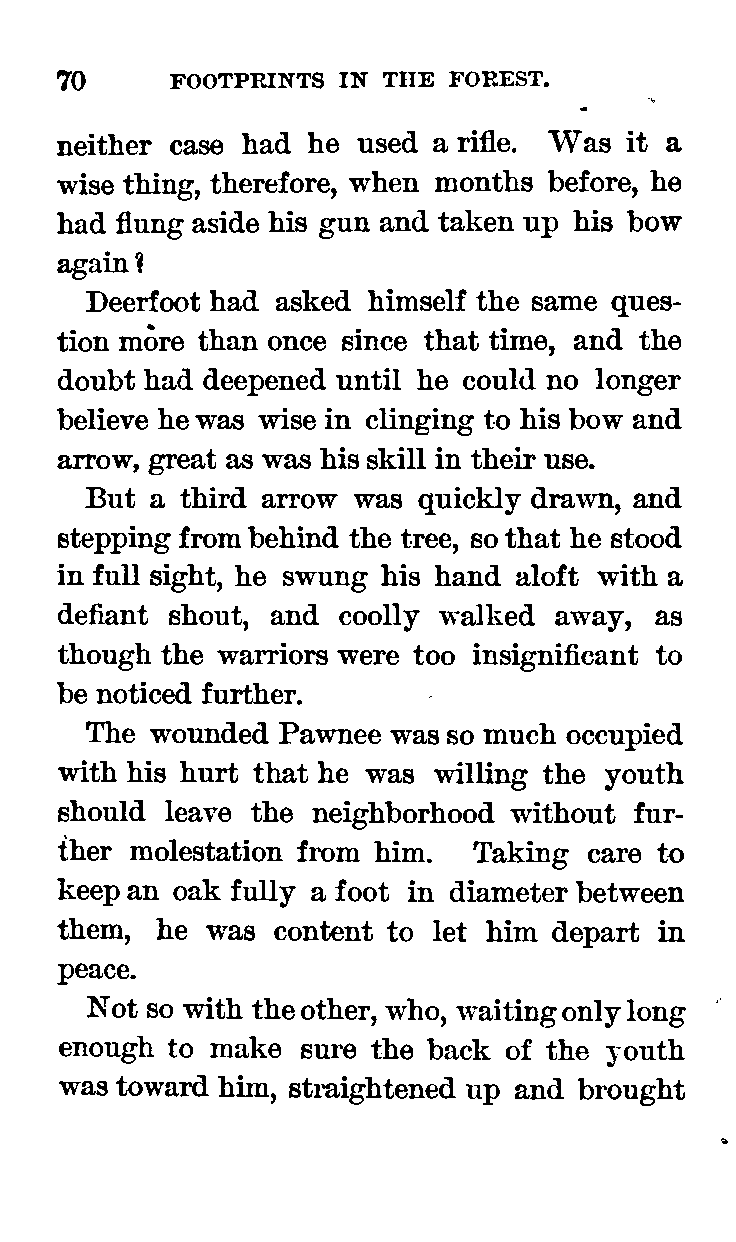 70 FOOTPRINTS IN THE FOREST.
neither case had he used a rifle. Was it a
wise thing, therefore, when months before, he
had flung aside his gun and taken up his bow
again?
Deerfoot had asked himself the same ques-
tion more than once since that time, and the
doubt had deepened until he could no longer
believe he was wise in clinging to his bow and
arrow, great as was his skill in their use.
But a third arrow was quickly drawn, and
stepping from behind the tree, so that he stood
in full sight, he swung his hand aloft with a
defiant shout, and coolly walked away, as
though the warriors were too insignificant to
be noticed further.
The wounded Pawnee was so much occupied
with his hurt that he was willing the youth
should leave the neighborhood without fur-
ther molestation from him. Taking care to
keep an oak fully a foot in diameter between
them, he was content to let him depart in
peace.
Not so with the other, who, waiting only long
enough to make sure the back of the youth
was toward him, straightened up and brought